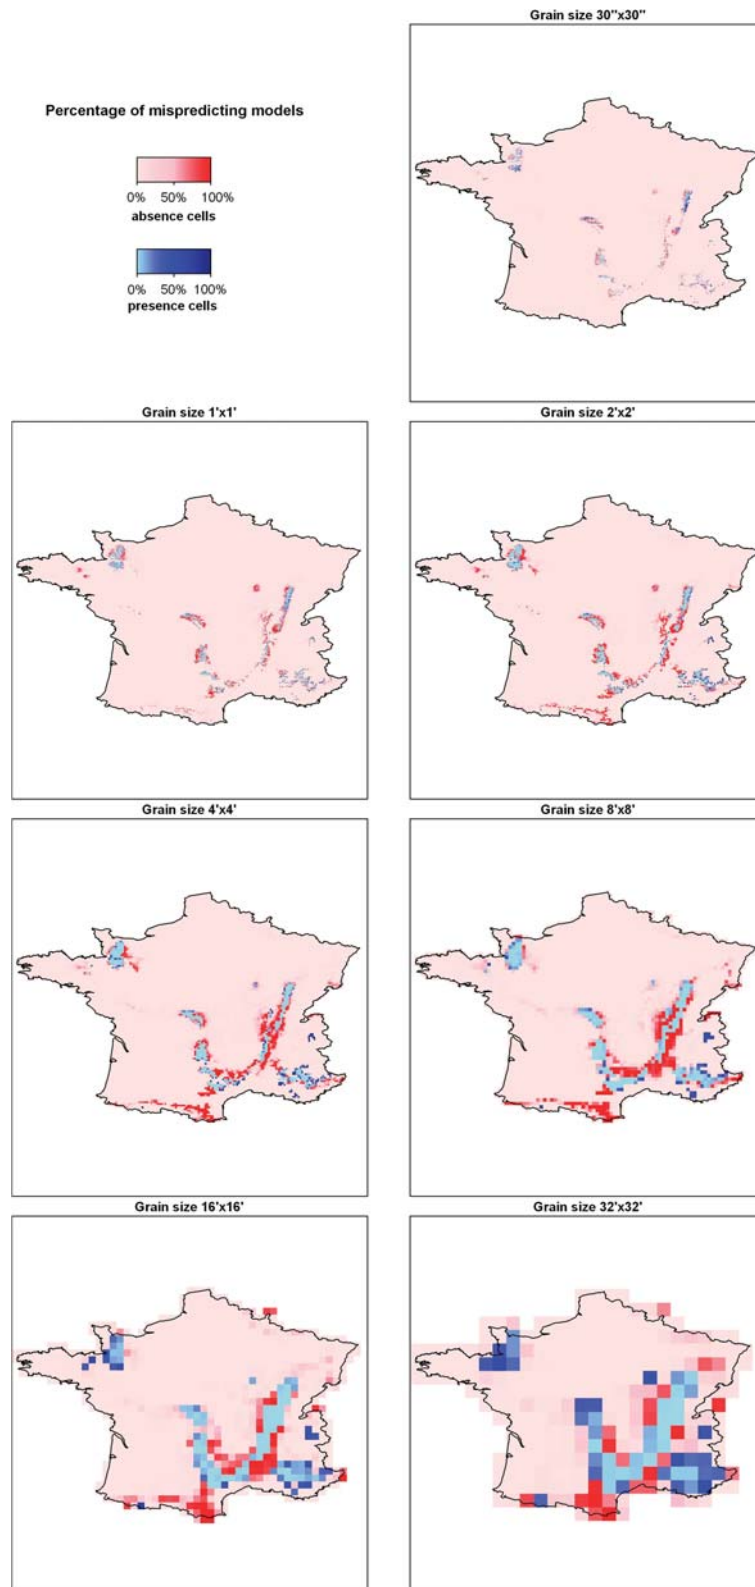 Grain size 30"x30"
Percentage of mispredicting models
0% 50% 100%
absence cells
0% 50% 100%
presence cells
Grain size 1'x1'
Grain size 2'x2'
Grain size 4'x4'
Grain size 8'x8'
Grain size 16'x16'
Grain size 32'x32'